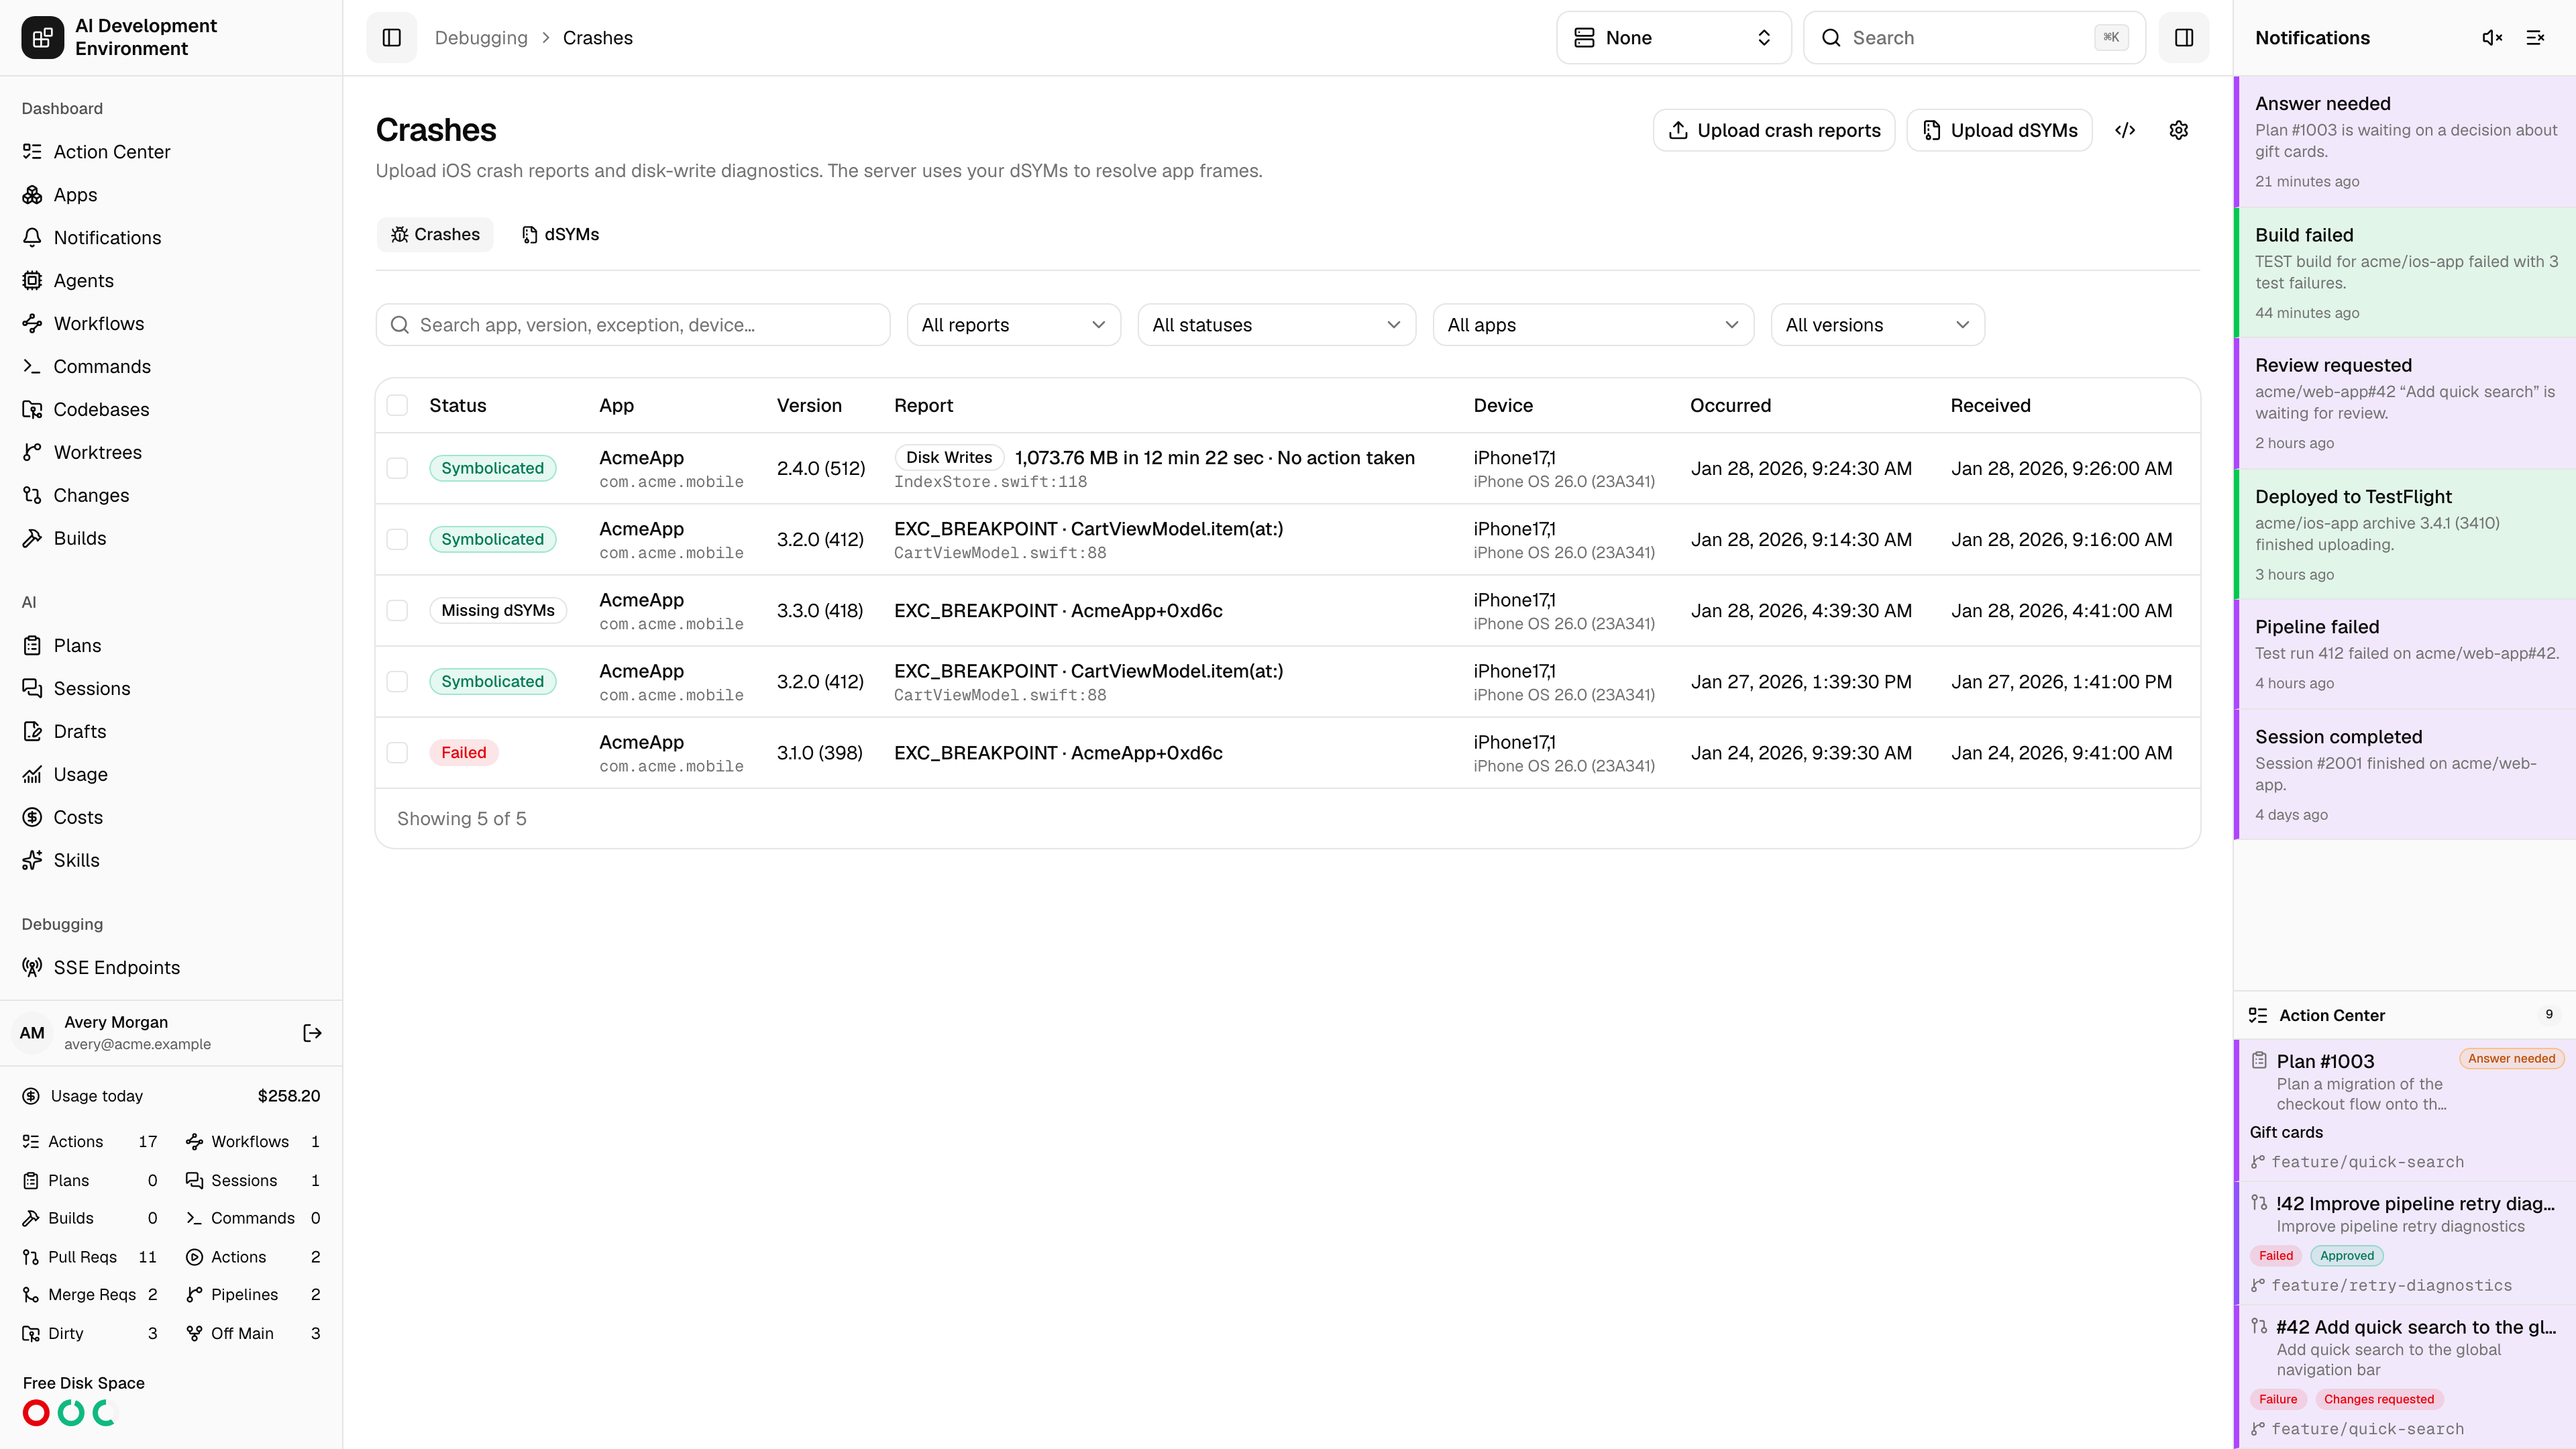 AI Development
Environment
Dashboard
Action Center
Apps
Notifications
Agents
Workflows
Commands
Codebases
Worktrees
Changes
Builds
AI
Plans
Sessions
Drafts
Usage
Costs
Skills
Debugging
SSE Endpoints
AM
Avery Morgan
avery@acme.example
Usage today $258.20
Actions 17 Workflows 1
Plans 0 Sessions 1
Builds 0 Commands 0
Pull Reqs 11 Actions 2
Merge Reqs 2 Pipelines 2
Dirty 3 Off Main 3
Free Disk Space
Debugging > Crashes
None
Search ⌘K
Crashes
Upload iOS crash reports and disk-write diagnostics. The server uses your dSYMs to resolve app frames.
Upload crash reports
Upload dSYMs
Crashes dSYMs
Search app, version, exception, device...
All reports
All statuses
All apps
All versions
Status App Version Report Device Occurred Received
Symbolicated AcmeApp 2.4.0 (512) Disk Writes 1,073.76 MB in 12 min 22 sec · No action taken iPhone17,1 Jan 28, 2026, 9:24:30 AM Jan 28, 2026, 9:26:00 AM
com.acme.mobile IndexStore.swift:118 iPhone OS 26.0 (23A341)
Symbolicated AcmeApp 3.2.0 (412) EXC_BREAKPOINT · CartViewModel.item(at:) iPhone17,1 Jan 28, 2026, 9:14:30 AM Jan 28, 2026, 9:16:00 AM
com.acme.mobile CartViewModel.swift:88 iPhone OS 26.0 (23A341)
Missing dSYMs AcmeApp 3.3.0 (418) EXC_BREAKPOINT · AcmeApp+0xd6c iPhone17,1 Jan 28, 2026, 4:39:30 AM Jan 28, 2026, 4:41:00 AM
com.acme.mobile iPhone OS 26.0 (23A341)
Symbolicated AcmeApp 3.2.0 (412) EXC_BREAKPOINT · CartViewModel.item(at:) iPhone17,1 Jan 27, 2026, 1:39:30 PM Jan 27, 2026, 1:41:00 PM
com.acme.mobile CartViewModel.swift:88 iPhone OS 26.0 (23A341)
Failed AcmeApp 3.1.0 (398) EXC_BREAKPOINT · AcmeApp+0xd6c iPhone17,1 Jan 24, 2026, 9:39:30 AM Jan 24, 2026, 9:41:00 AM
com.acme.mobile iPhone OS 26.0 (23A341)
Showing 5 of 5
Notifications
Answer needed
Plan #1003 is waiting on a decision about
gift cards.
21 minutes ago
Build failed
TEST build for acme/ios-app failed with 3
test failures.
44 minutes ago
Review requested
acme/web-app#42 “Add quick search” is
waiting for review.
2 hours ago
Deployed to TestFlight
acme/ios-app archive 3.4.1 (3410)
finished uploading.
3 hours ago
Pipeline failed
Test run 412 failed on acme/web-app#42.
4 hours ago
Session completed
Session #2001 finished on acme/web-
app.
4 days ago
Action Center 9
Plan #1003 Answer needed
Plan a migration of the
checkout flow onto th...
Gift cards
feature/quick-search
!42 Improve pipeline retry diag...
Improve pipeline retry diagnostics
Failed Approved
feature/retry-diagnostics
#42 Add quick search to the gl...
Add quick search to the global
navigation bar
Failure Changes requested
feature/quick-search